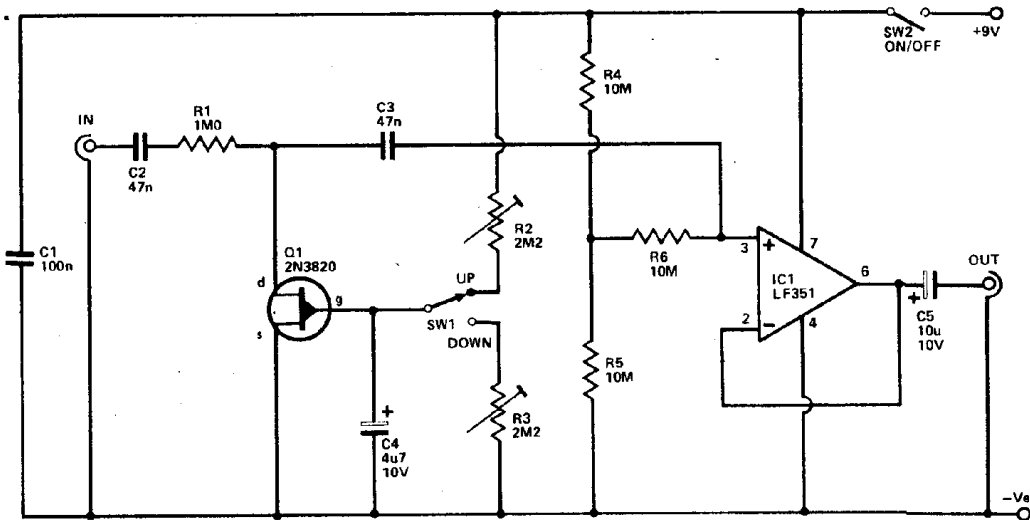 SW2
ON/OFF
+9V
R4
10M
C3
47n
R1
1M0
IN
C2
47n
R2
2M2
C1
100n
Q1
2N3820
d
g
s
UP
SW1
DOWN
R6
10M
3
+
7
IC1
LF351
6
OUT
2
−
4
+
C5
10u
10V
R5
10M
R3
2M2
+
C4
4u7
10V
−Ve